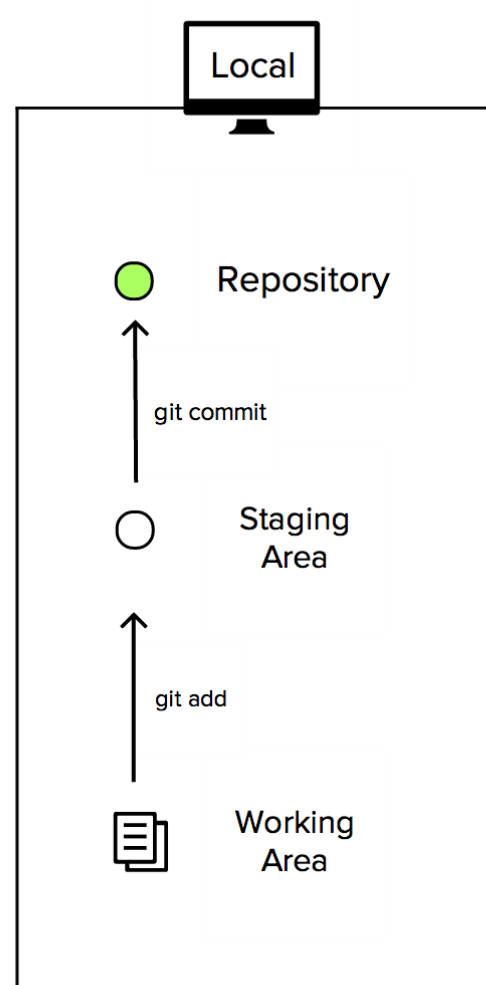 Local
Repository
git commit
Staging
Area
git add
Working
Area